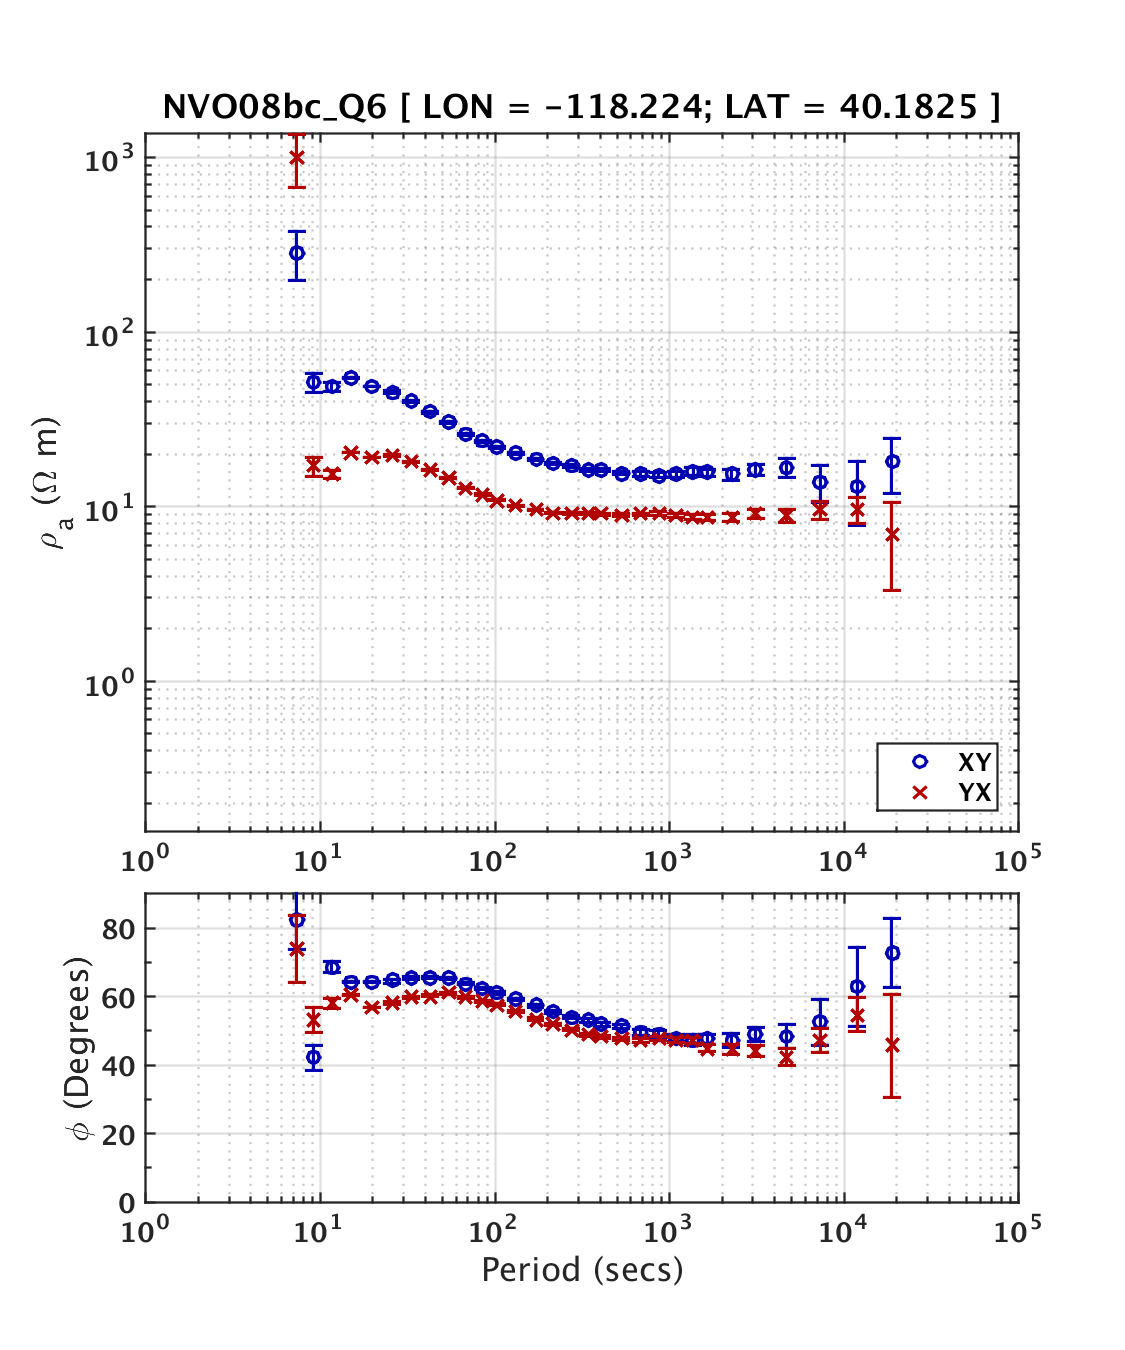 NVO08bc_Q6 [ LON = -118.224; LAT = 40.1825 ]
10³
10²
10¹
10⁰
ρa (Ω m)
XY
YX
10⁰ 10¹ 10² 10³ 10⁴ 10⁵
80
60
40
20
0
ϕ (Degrees)
10⁰ 10¹ 10² 10³ 10⁴ 10⁵
Period (secs)